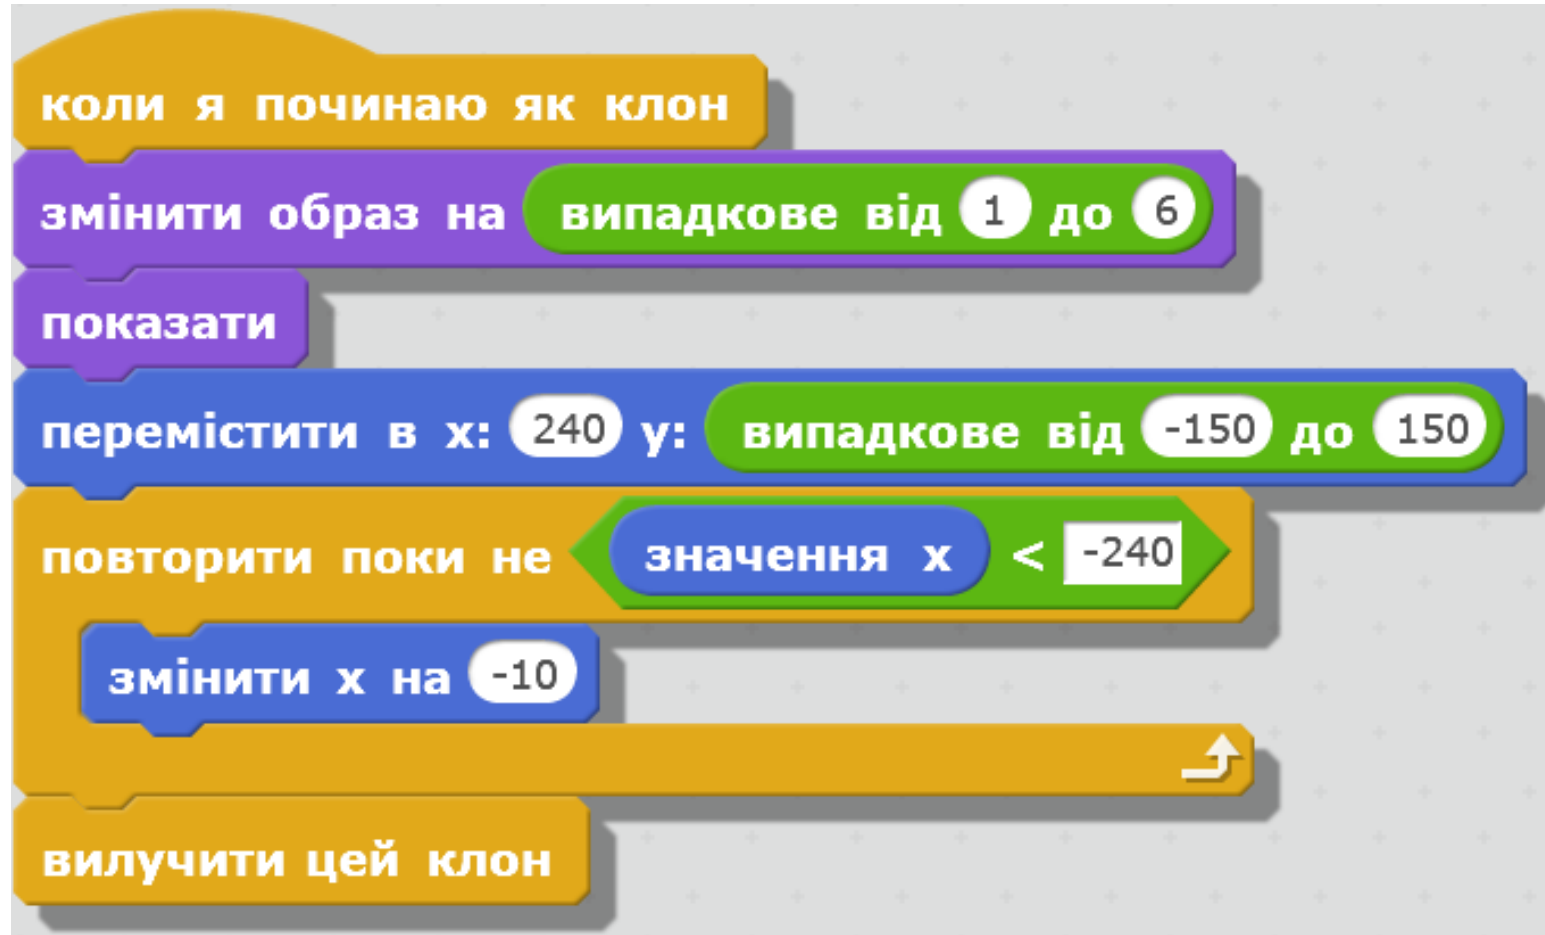 коли я починаю як клон
змінити образ на випадкове від 1 до 6
показати
перемістити в x: 240 y: випадкове від -150 до 150
повторити поки не значення x < -240
змінити x на -10
вилучити цей клон